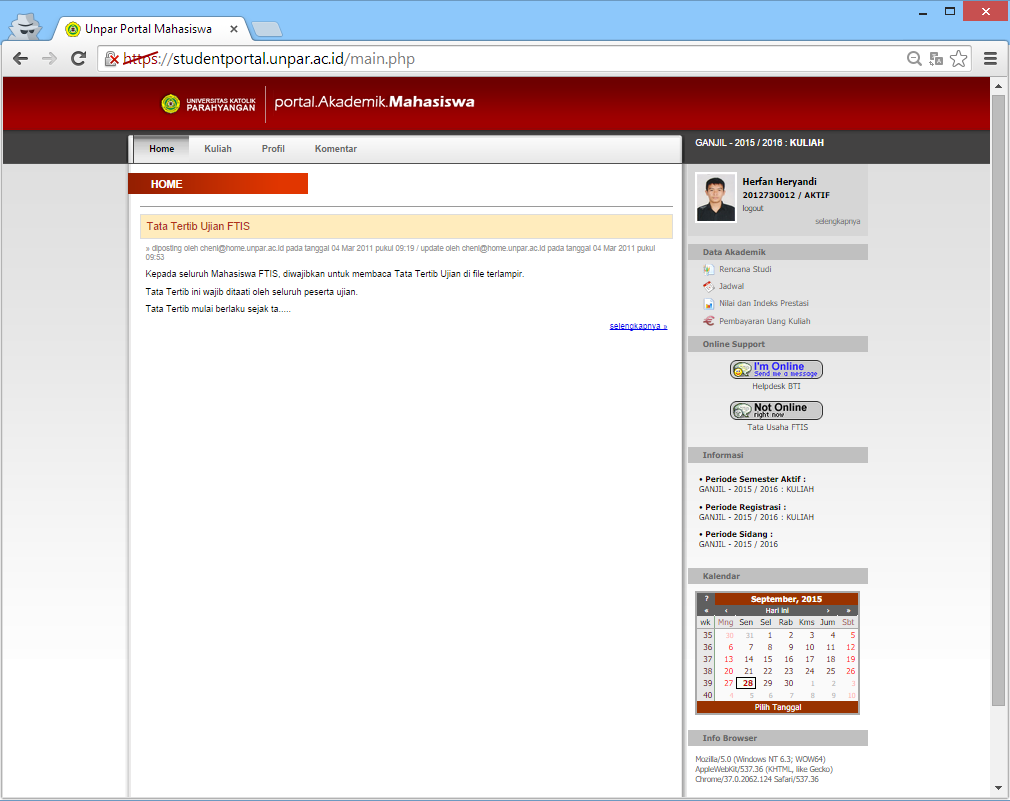 Unpar Portal Mahasiswa
https://studentportal.unpar.ac.id/main.php
UNIVERSITAS KATOLIK
PARAHYANGAN
portal.Akademik.Mahasiswa
Home Kuliah Profil Komentar
GANJIL - 2015 / 2016 : KULIAH
HOME
Tata Tertib Ujian FTIS
» diposting oleh cheni@home.unpar.ac.id pada tanggal 04 Mar 2011 pukul 09:19 / update oleh cheni@home.unpar.ac.id pada tanggal 04 Mar 2011 pukul
09:53
Kepada seluruh Mahasiswa FTIS, diwajibkan untuk membaca Tata Tertib Ujian di file terlampir.
Tata Tertib ini wajib ditaati oleh seluruh peserta ujian.
Tata Tertib mulai berlaku sejak ta.....
selengkapnya »
Herfan Heryandi
2012730012 / AKTIF
logout
selengkapnya
Data Akademik
Rencana Studi
Jadwal
Nilai dan Indeks Prestasi
Pembayaran Uang Kuliah
Online Support
I'm Online
Send me a message
Helpdesk BTI
Not Online
right now
Tata Usaha FTIS
Informasi
• Periode Semester Aktif :
GANJIL - 2015 / 2016 : KULIAH
• Periode Registrasi :
GANJIL - 2015 / 2016 : KULIAH
• Periode Sidang :
GANJIL - 2015 / 2016
Kalendar
? September, 2015
« ‹ Hari ini › »
wk Mng Sen Sel Rab Kms Jum Sbt
35 30 31 1 2 3 4 5
36 6 7 8 9 10 11 12
37 13 14 15 16 17 18 19
38 20 21 22 23 24 25 26
39 27 28 29 30 1 2 3
40 4 5 6 7 8 9 10
Pilih Tanggal
Info Browser
Mozilla/5.0 (Windows NT 6.3; WOW64)
AppleWebKit/537.36 (KHTML, like Gecko)
Chrome/37.0.2062.124 Safari/537.36